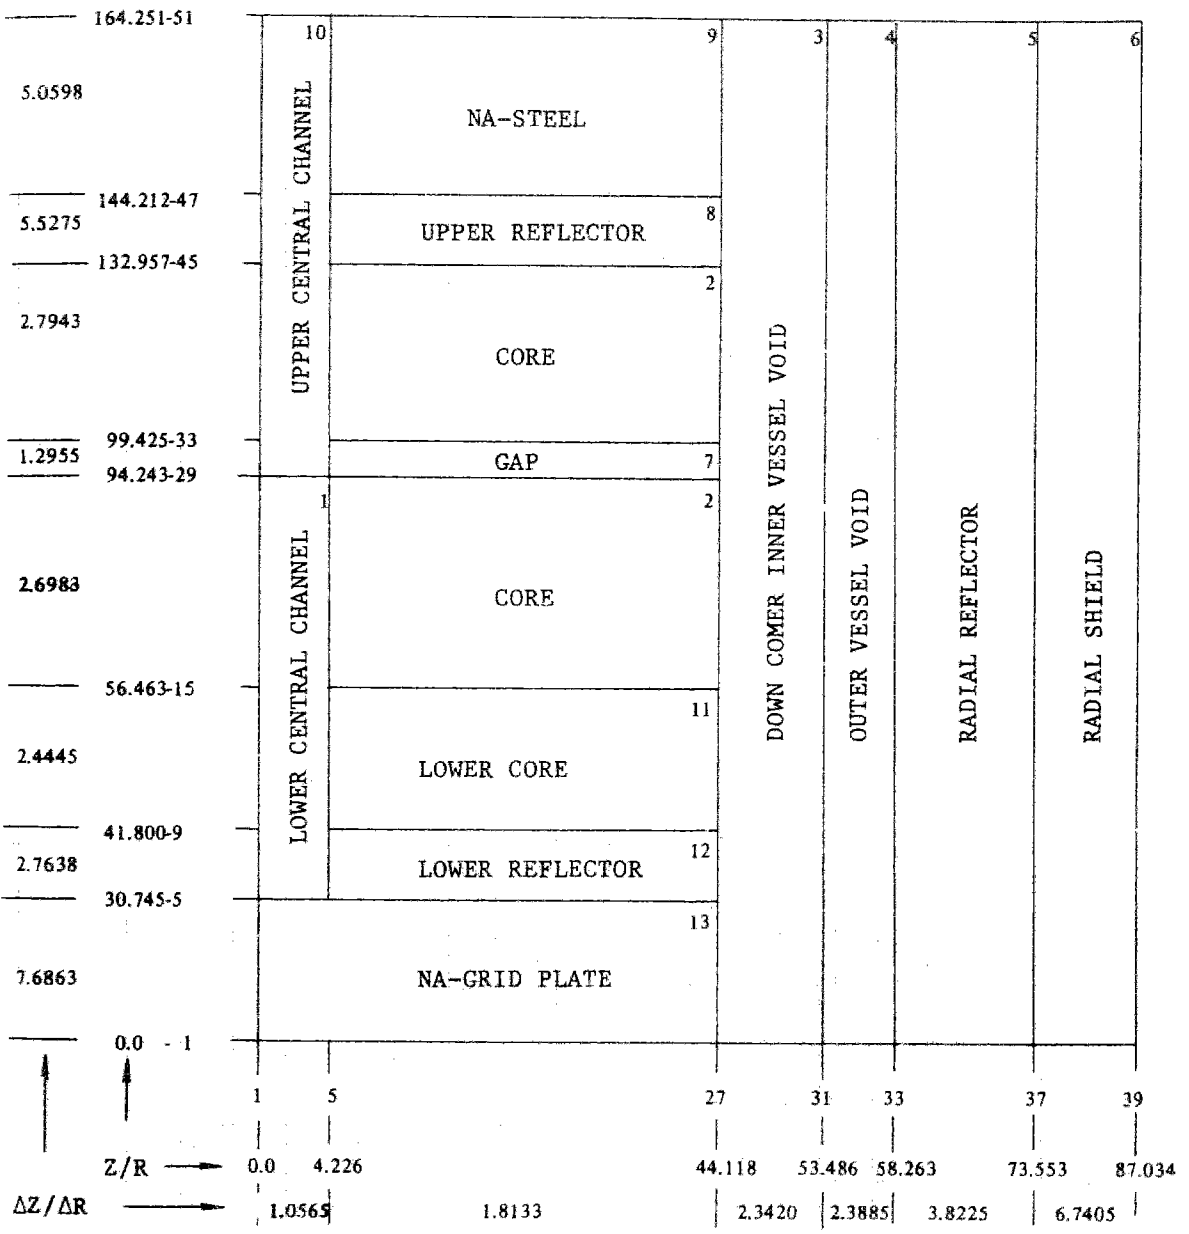 164.251-51
10 9 3 4 5 6
5.0598
NA-STEEL
144.212-47
5.5275
8
UPPER REFLECTOR
132.957-45
2
2.7943
CORE
UPPER CENTRAL CHANNEL
99.425-33
1.2955
GAP 7
94.243-29
1 2
2.6983
CORE
LOWER CENTRAL CHANNEL
DOWN COMER INNER VESSEL VOID
OUTER VESSEL VOID
RADIAL REFLECTOR
RADIAL SHIELD
56.463-15
11
2.4445
LOWER CORE
41.800-9
12
2.7638
LOWER REFLECTOR
30.745-5
13
7.6863
NA-GRID PLATE
0.0 - 1
1 5 27 31 33 37 39
Z/R 0.0 4.226 44.118 53.486 58.263 73.553 87.034
ΔZ/ΔR 1.0565 1.8133 2.3420 2.3885 3.8225 6.7405